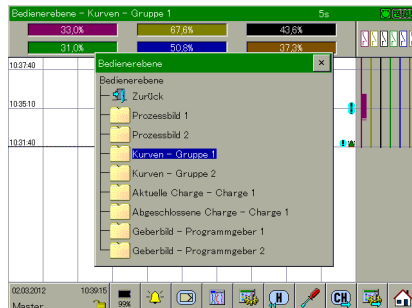 Bedienerebene - Kurven - Gruppe 1 5s
33,0% 67,6% 43,6%
31,0% 50,8% 37,3%
10:37:40
Bedienerebene
Bedienerebene
Zurück
Prozessbild 1
Prozessbild 2
10:35:10
Kurven - Gruppe 1
10:31:40
Kurven - Gruppe 2
Aktuelle Charge - Charge 1
Abgeschlossene Charge - Charge 1
Geberbild - Programmgeber 1
Geberbild - Programmgeber 2
02.03.2012 10:39:15
Master 99% H CH